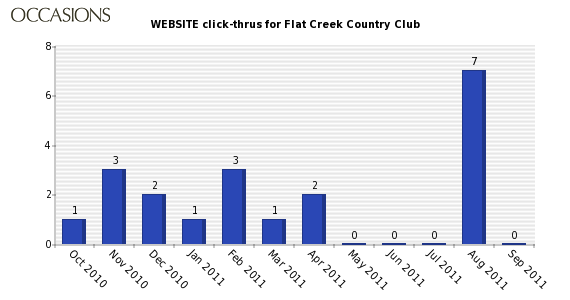 OCCASIONS
WEBSITE click-thrus for Flat Creek Country Club
8
6
4
2
0
1
3
2
1
3
1
2
0
0
0
7
0
Oct 2010
Nov 2010
Dec 2010
Jan 2011
Feb 2011
Mar 2011
Apr 2011
May 2011
Jun 2011
Jul 2011
Aug 2011
Sep 2011